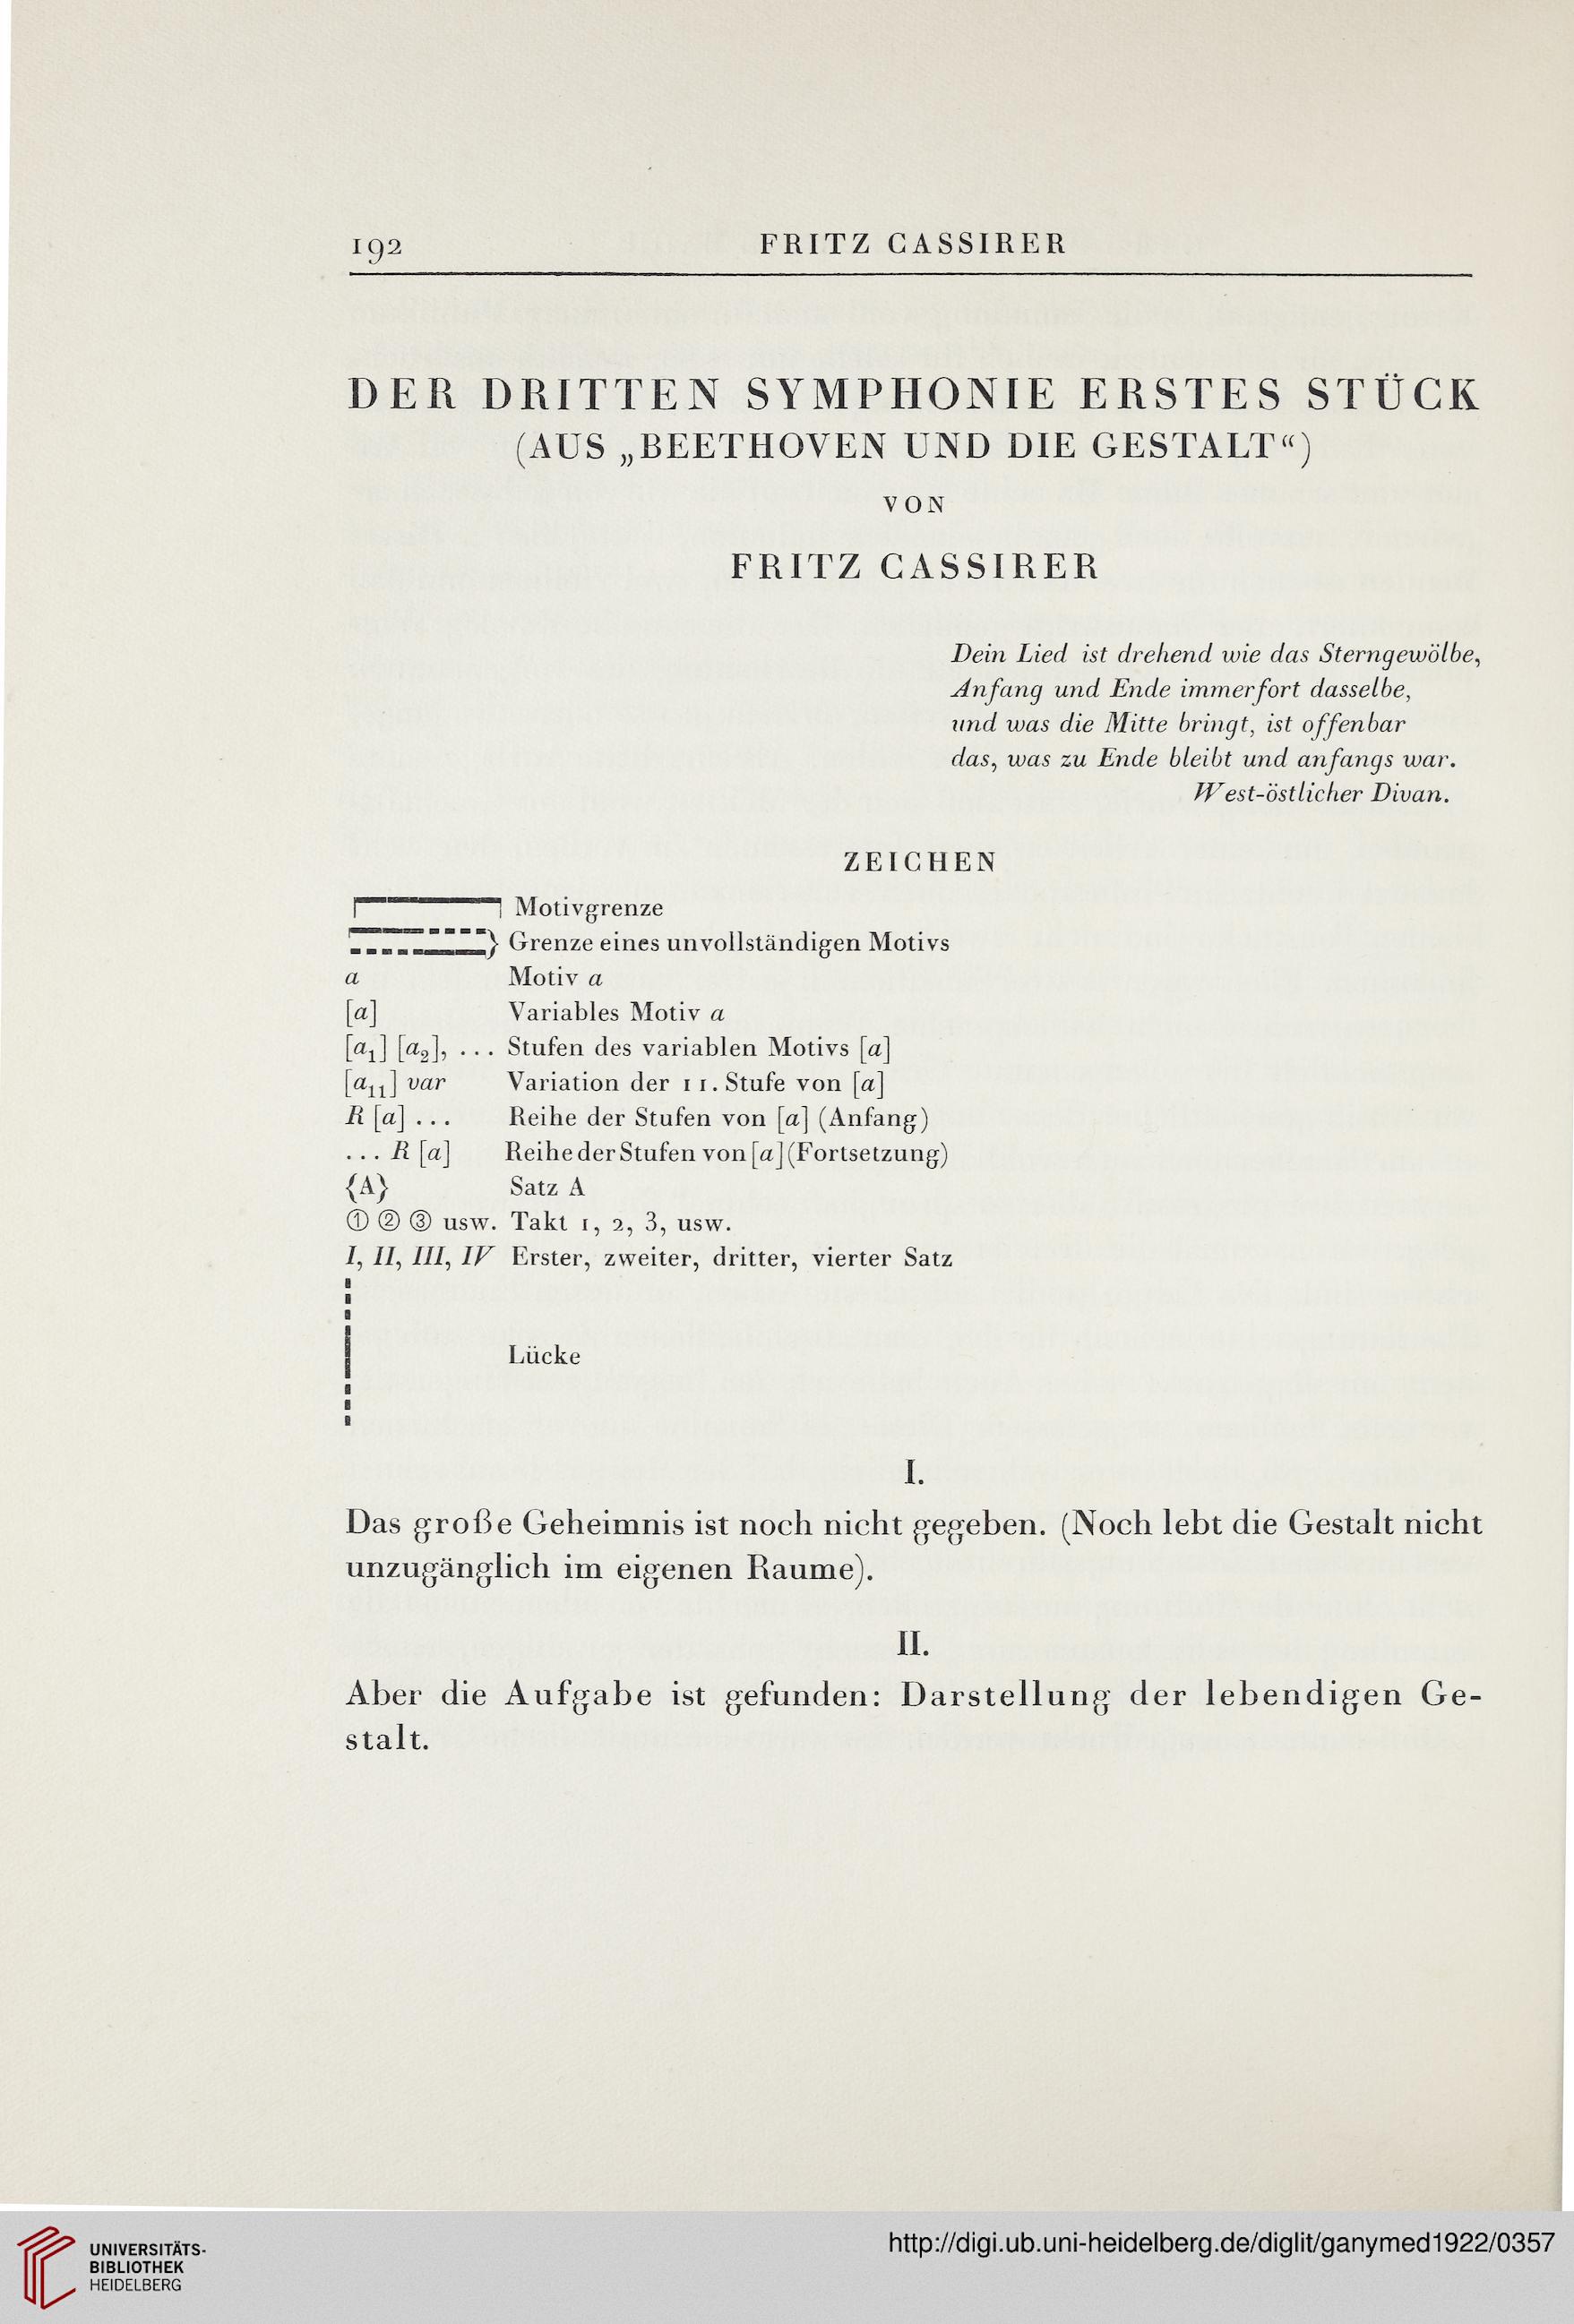 192 FRITZ CASSIRER
DER DRITTEN SYMPHONIE ERSTES STÜCK
(AUS „BEETHOVEN UND DIE GESTALT“)
VON
FRITZ CASSIRER
Dein Lied ist drehend wie das Sterngewölbe,
Anfang und Ende immerfort dasselbe,
und was die Mitte bringt, ist offenbar
das, was zu Ende bleibt und anfangs war.
West-östlicher Divan.
ZEICHEN
Motivgrenze
Grenze eines unvollständigen Motivs
a Motiv a
[a] Variables Motiv a
[a₁] [a₂], ... Stufen des variablen Motivs [a]
[a₁₁] var Variation der 11. Stufe von [a]
R [a] ... Reihe der Stufen von [a] (Anfang)
... R [a] Reihe der Stufen von [a] (Fortsetzung)
{A} Satz A
① ② ③ usw. Takt 1, 2, 3, usw.
I, II, III, IV Erster, zweiter, dritter, vierter Satz
Lücke
I.
Das große Geheimnis ist noch nicht gegeben. (Noch lebt die Gestalt nicht
unzugänglich im eigenen Raume).
II.
Aber die Aufgabe ist gefunden: Darstellung der lebendigen Ge-
stalt.
UNIVERSITÄTS-
BIBLIOTHEK
HEIDELBERG
http://digi.ub.uni-heidelberg.de/diglit/ganymed1922/0357